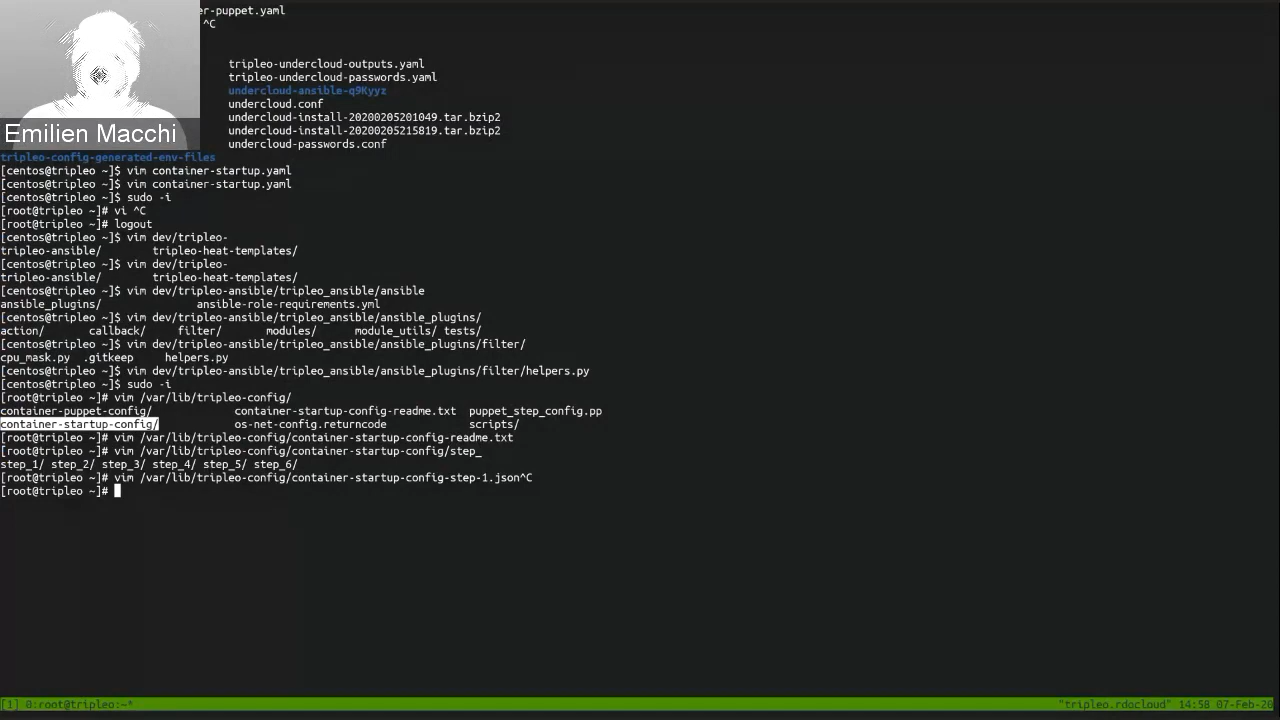 er-puppet.yaml
^C
tripleo-undercloud-outputs.yaml
tripleo-undercloud-passwords.yaml
undercloud-ansible-q9Kyyz
undercloud.conf
Emilien Macchi
undercloud-install-20200205201049.tar.bzip2
undercloud-install-20200205215819.tar.bzip2
undercloud-passwords.conf
tripleo-config-generated-env-files
[centos@tripleo ~]$ vim container-startup.yaml
[centos@tripleo ~]$ vim container-startup.yaml
[centos@tripleo ~]$ sudo -i
[root@tripleo ~]# vi ^C
[root@tripleo ~]# logout
[centos@tripleo ~]$ vim dev/tripleo-
tripleo-ansible/ tripleo-heat-templates/
[centos@tripleo ~]$ vim dev/tripleo-
tripleo-ansible/ tripleo-heat-templates/
[centos@tripleo ~]$ vim dev/tripleo-ansible/tripleo_ansible/ansible
ansible_plugins/ ansible-role-requirements.yml
[centos@tripleo ~]$ vim dev/tripleo-ansible/tripleo_ansible/ansible_plugins/
action/ callback/ filter/ modules/ module_utils/ tests/
[centos@tripleo ~]$ vim dev/tripleo-ansible/tripleo_ansible/ansible_plugins/filter/
cpu_mask.py .gitkeep helpers.py
[centos@tripleo ~]$ vim dev/tripleo-ansible/tripleo_ansible/ansible_plugins/filter/helpers.py
[centos@tripleo ~]$ sudo -i
[root@tripleo ~]# vim /var/lib/tripleo-config/
container-puppet-config/ container-startup-config-readme.txt puppet_step_config.pp
container-startup-config/ os-net-config.returncode scripts/
[root@tripleo ~]# vim /var/lib/tripleo-config/container-startup-config-readme.txt
[root@tripleo ~]# vim /var/lib/tripleo-config/container-startup-config/step_
step_1/ step_2/ step_3/ step_4/ step_5/ step_6/
[root@tripleo ~]# vim /var/lib/tripleo-config/container-startup-config-step-1.json^C
[root@tripleo ~]#
[1] 0:root@tripleo:~* "tripleo.rdocloud" 14:58 07-Feb-20